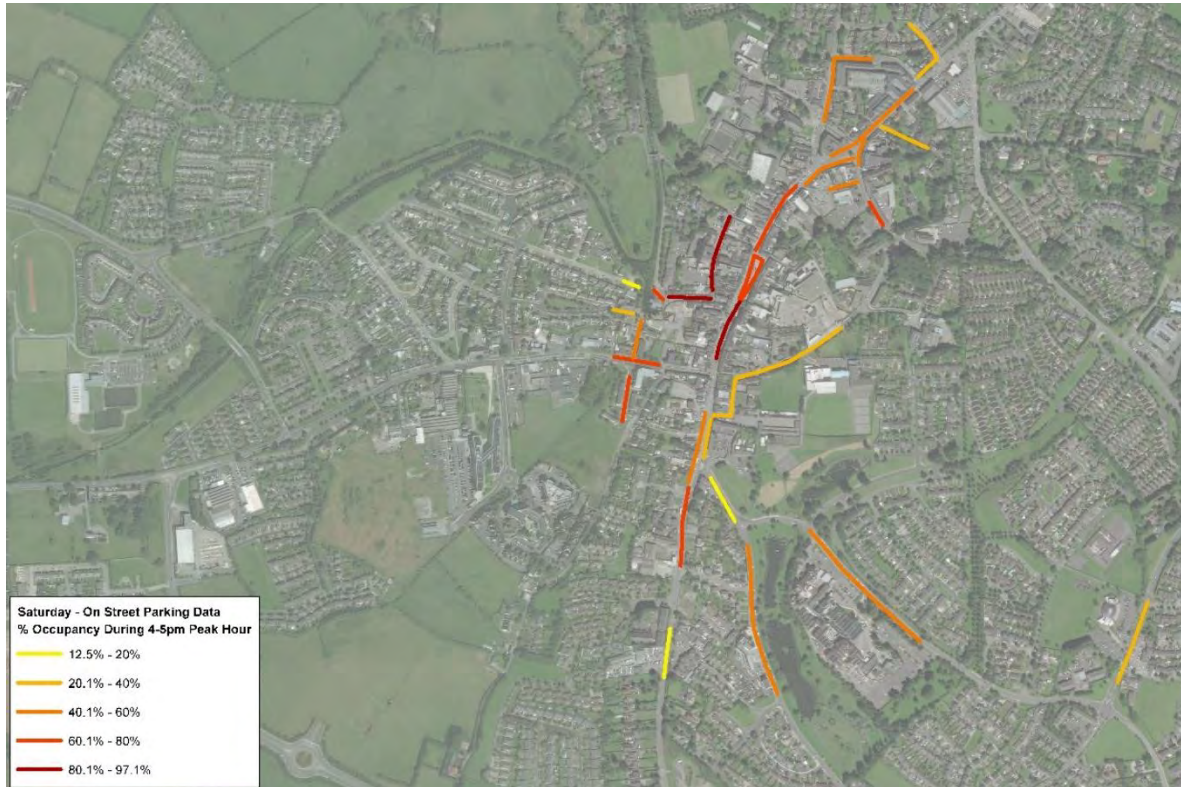 Saturday - On Street Parking Data
% Occupancy During 4-5pm Peak Hour
12.5% - 20%
20.1% - 40%
40.1% - 60%
60.1% - 80%
80.1% - 97.1%